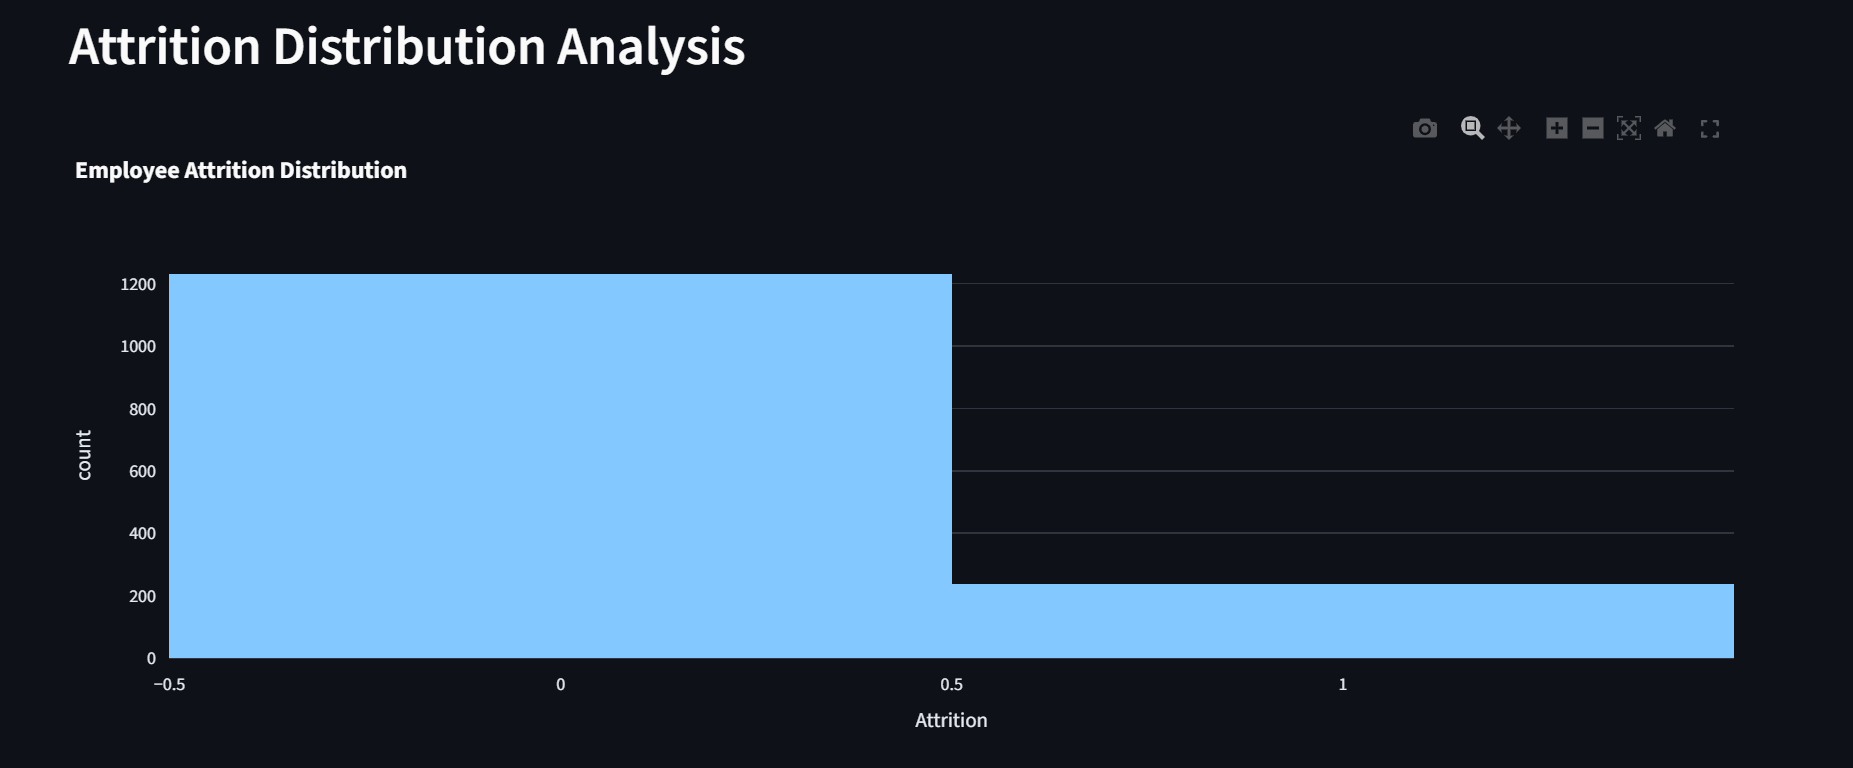 Attrition Distribution Analysis
Employee Attrition Distribution
1200
1000
800
600
400
200
0
count
−0.5 0 0.5 1
Attrition